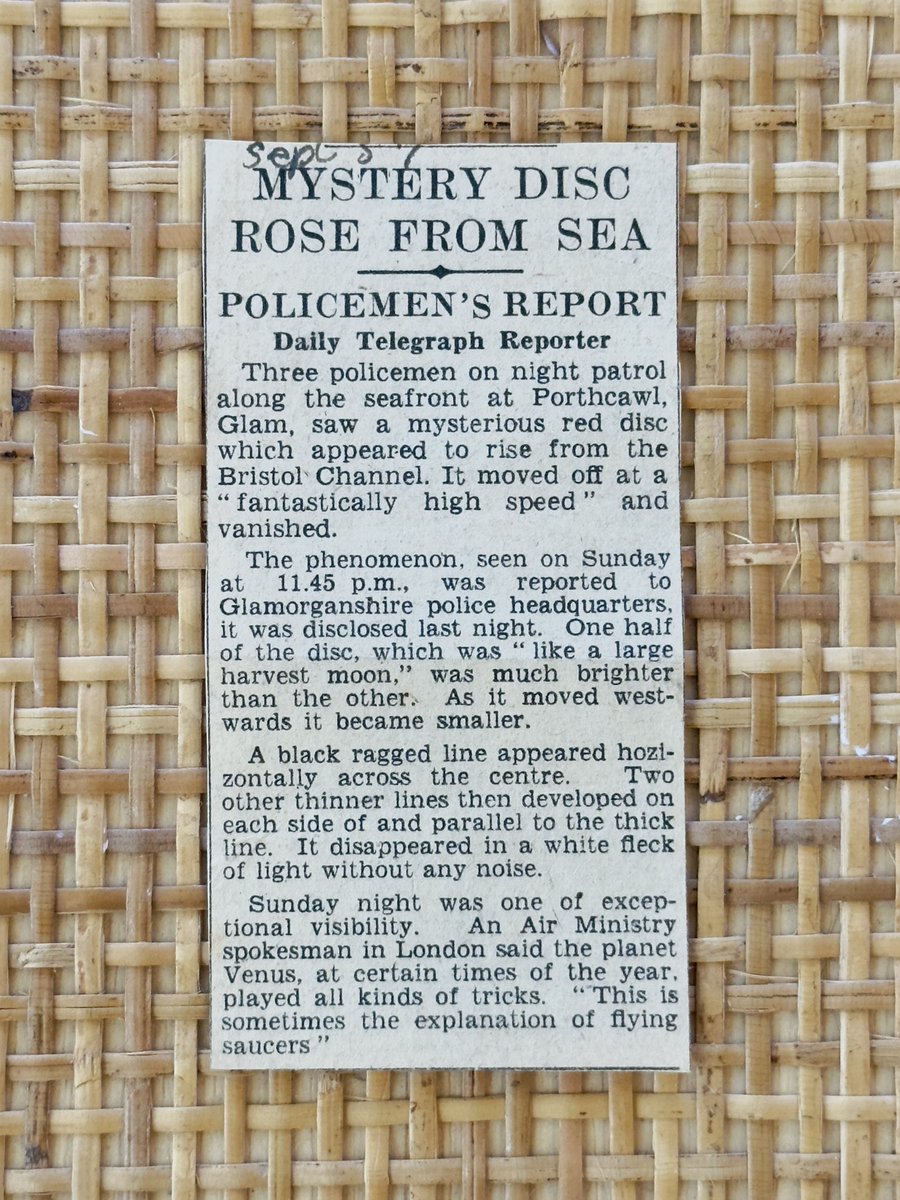 Sept 57
MYSTERY DISC
ROSE FROM SEA
POLICEMEN'S REPORT
Daily Telegraph Reporter
Three policemen on night patrol
along the seafront at Porthcawl,
Glam, saw a mysterious red disc
which appeared to rise from the
Bristol Channel. It moved off at a
"fantastically high speed" and
vanished.
The phenomenon, seen on Sunday
at 11.45 p.m., was reported to
Glamorganshire police headquarters,
it was disclosed last night. One half
of the disc, which was "like a large
harvest moon," was much brighter
than the other. As it moved west-
wards it became smaller.
A black ragged line appeared hozi-
zontally across the centre. Two
other thinner lines then developed on
each side of and parallel to the thick
line. It disappeared in a white fleck
of light without any noise.
Sunday night was one of excep-
tional visibility. An Air Ministry
spokesman in London said the planet
Venus, at certain times of the year,
played all kinds of tricks. "This is
sometimes the explanation of flying
saucers"